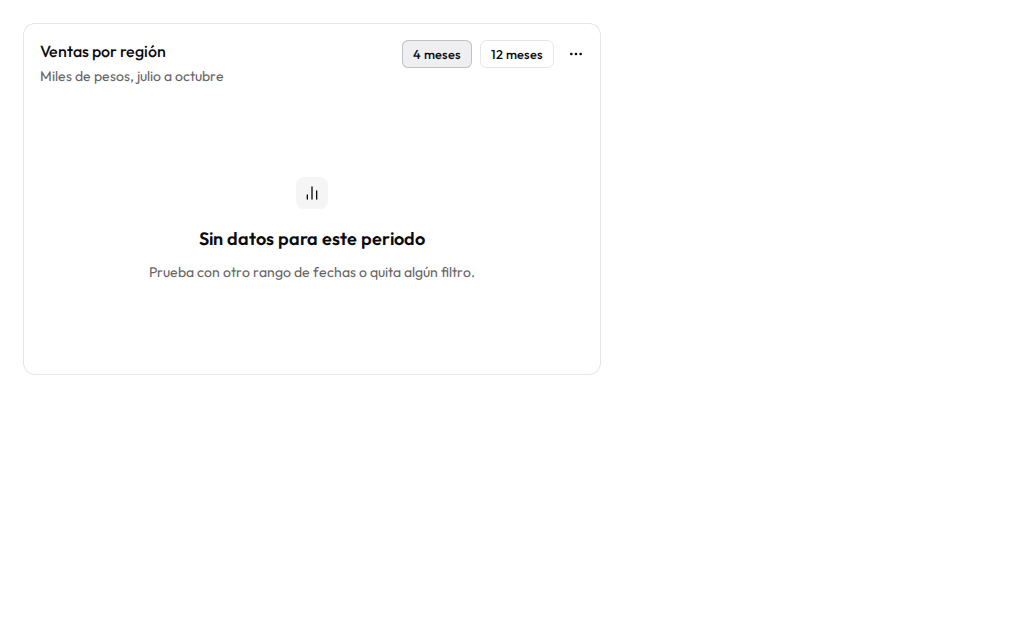 Ventas por región
4 meses
12 meses
Miles de pesos, julio a octubre
Sin datos para este periodo
Prueba con otro rango de fechas o quita algún filtro.